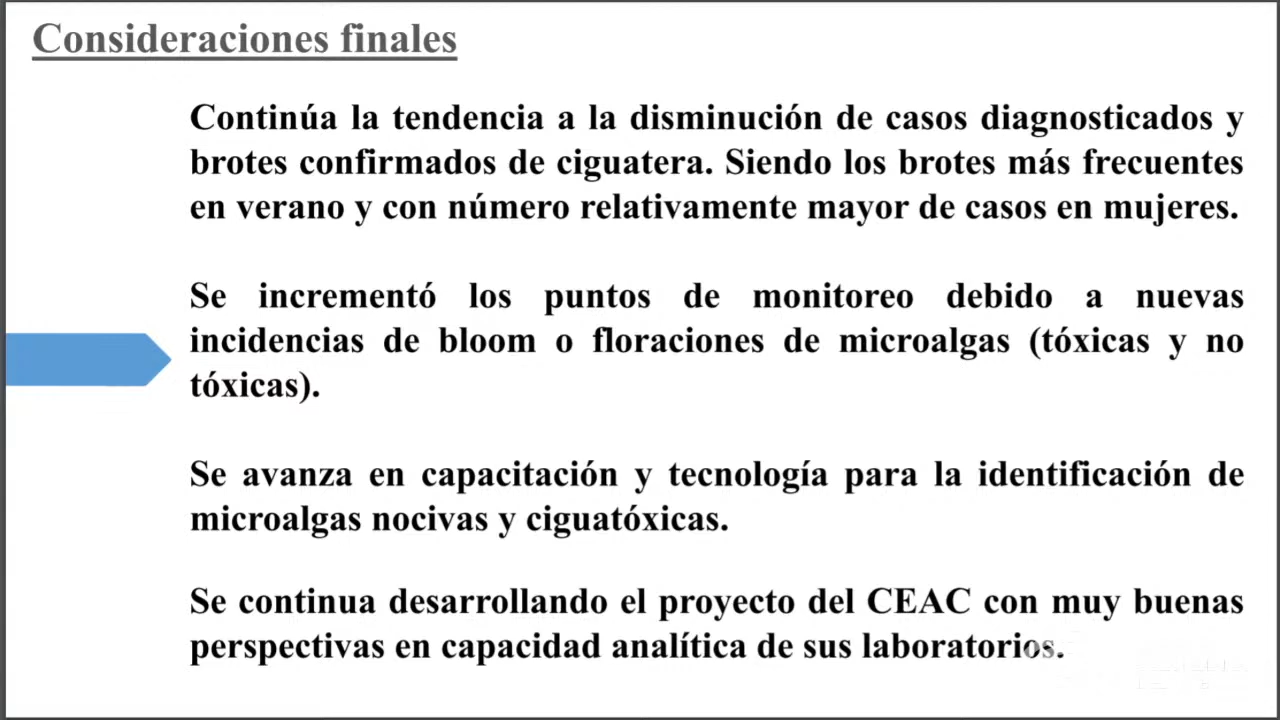 Consideraciones finales
Continúa la tendencia a la disminución de casos diagnosticados y
brotes confirmados de ciguatera. Siendo los brotes más frecuentes
en verano y con número relativamente mayor de casos en mujeres.
Se incrementó los puntos de monitoreo debido a nuevas
incidencias de bloom o floraciones de microalgas (tóxicas y no
tóxicas).
Se avanza en capacitación y tecnología para la identificación de
microalgas nocivas y ciguatóxicas.
Se continua desarrollando el proyecto del CEAC con muy buenas
perspectivas en capacidad analítica de sus laboratorios.